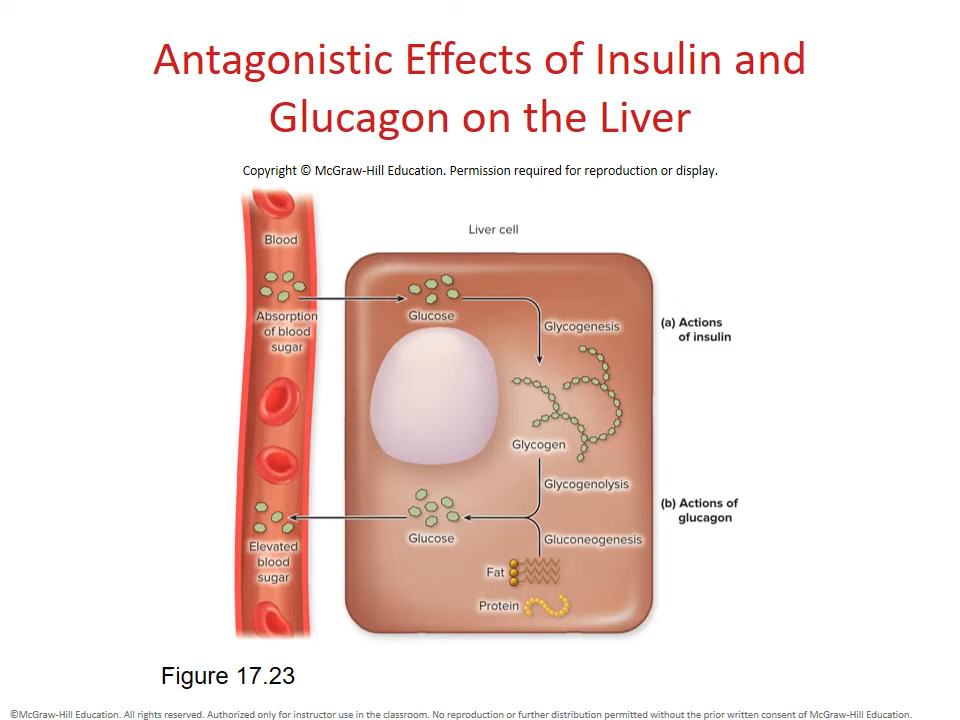 Antagonistic Effects of Insulin and
Glucagon on the Liver
Copyright © McGraw-Hill Education. Permission required for reproduction or display.
Blood
Liver cell
Absorption
of blood
sugar
Glucose
Glycogenesis
(a) Actions
of insulin
Glycogen
Glycogenolysis
(b) Actions of
glucagon
Glucose
Gluconeogenesis
Elevated
blood
sugar
Fat
Protein
Figure 17.23
©McGraw-Hill Education. All rights reserved. Authorized only for instructor use in the classroom. No reproduction or further distribution permitted without the prior written consent of McGraw-Hill Education.